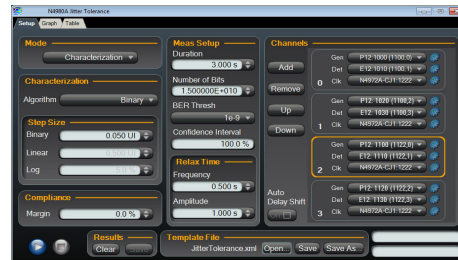 N4980A Jitter Tolerance
Setup Graph Table
Mode
Characterization
Characterization
Algorithm Binary
Step Size
Binary 0.050 UI
Linear
Log
Compliance
Margin 0.0 %
Meas Setup
Duration
3.000 s
Number of Bits
1.500000E+010
BER Thresh
1e-9
Confidence Interval
100.0 %
Relax Time
Frequency
0.500 s
Amplitude
1.000 s
Channels
Add
Remove
Up
Down
Auto
Delay Shift
Gen P12:1000 (1100,0)
Det E12:1010 (1100,1)
0 Clk N4972A-CJ1:1222
Gen P12:1020 (1100,2)
Det E12:1030 (1100,3)
1 Clk N4972A-CJ1:1222
Gen P12:1100 (1122,0)
Det E12:1110 (1122,1)
2 Clk N4972A-CJ1:1222
Gen P12:1120 (1122,2)
Det E12:1130 (1122,3)
3 Clk N4972A-CJ1:1222
Results
Clear
Template File
JitterTolerance.xml Open... Save Save As...